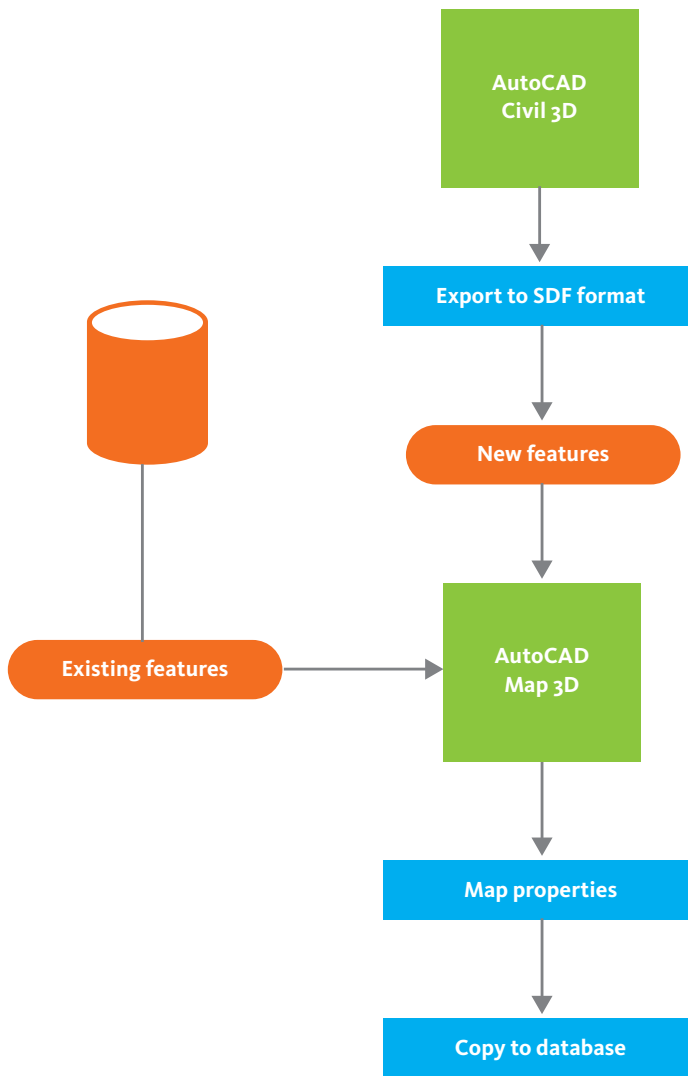 AutoCAD
Civil 3D
Export to SDF format
New features
Existing features
AutoCAD
Map 3D
Map properties
Copy to database